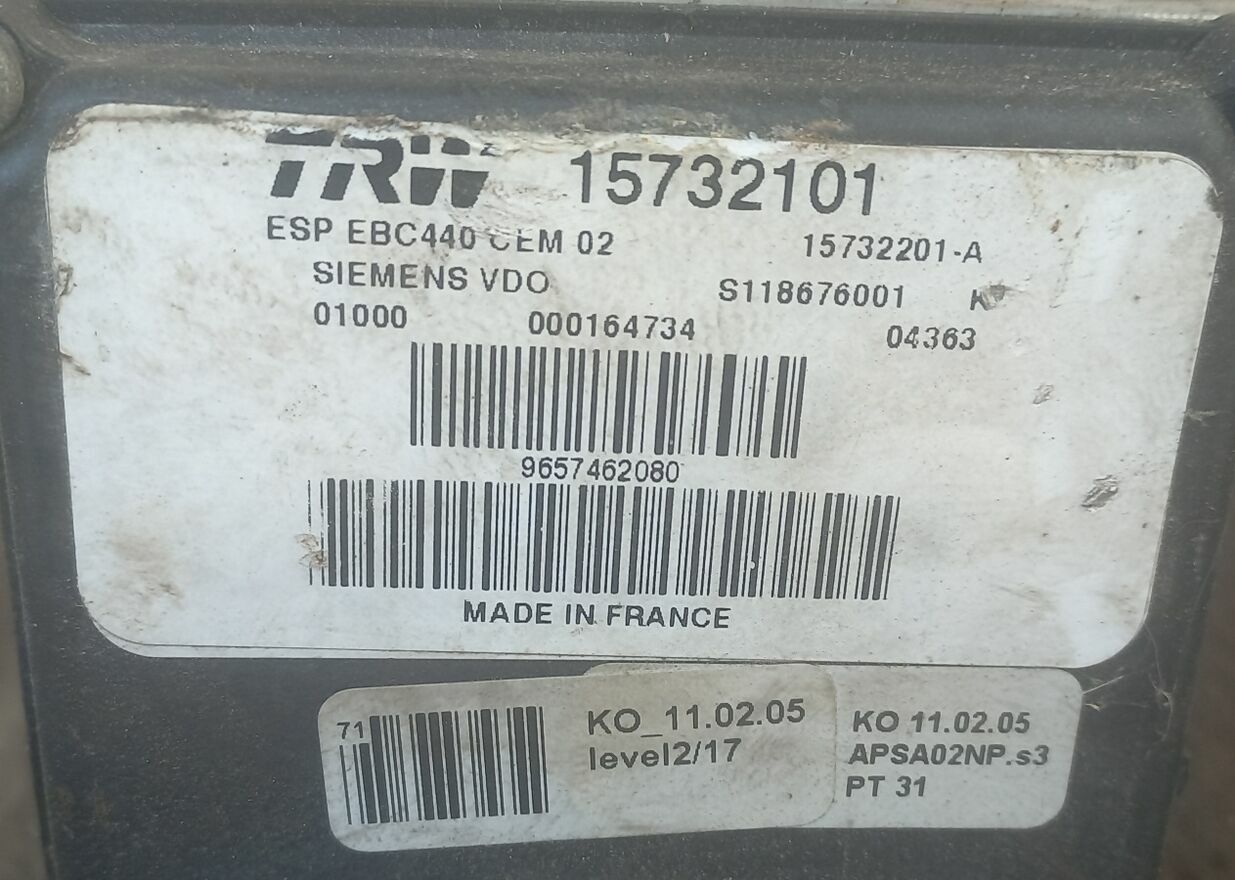 TRW 15732101
ESP EBC440 CEM 02 15732201-A
SIEMENS VDO S118676001 K
01000 000164734 04363
9657462080
MADE IN FRANCE
71
KO_11.02.05
level2/17
KO 11.02.05
APSA02NP.s3
PT 31